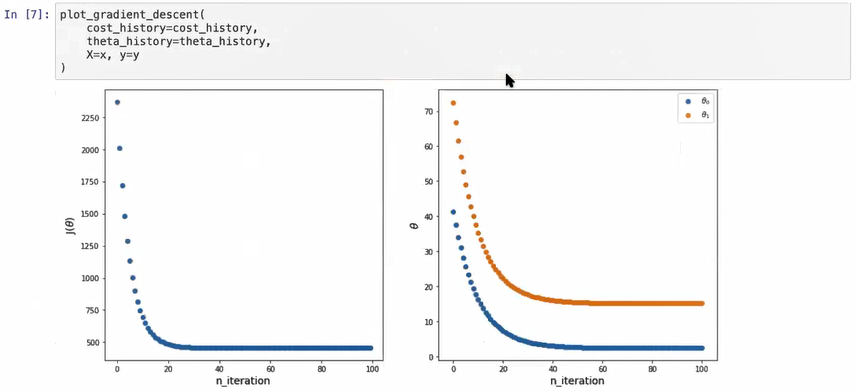 In [7]: plot_gradient_descent(
cost_history=cost_history,
theta_history=theta_history,
X=x, y=y
)
2250
2000
1750
1500
1250
1000
750
500
J(θ)
0 20 40 60 80 100
n_iteration
70
60
50
40
30
20
10
0
θ
θ₀
θ₁
0 20 40 60 80 100
n_iteration